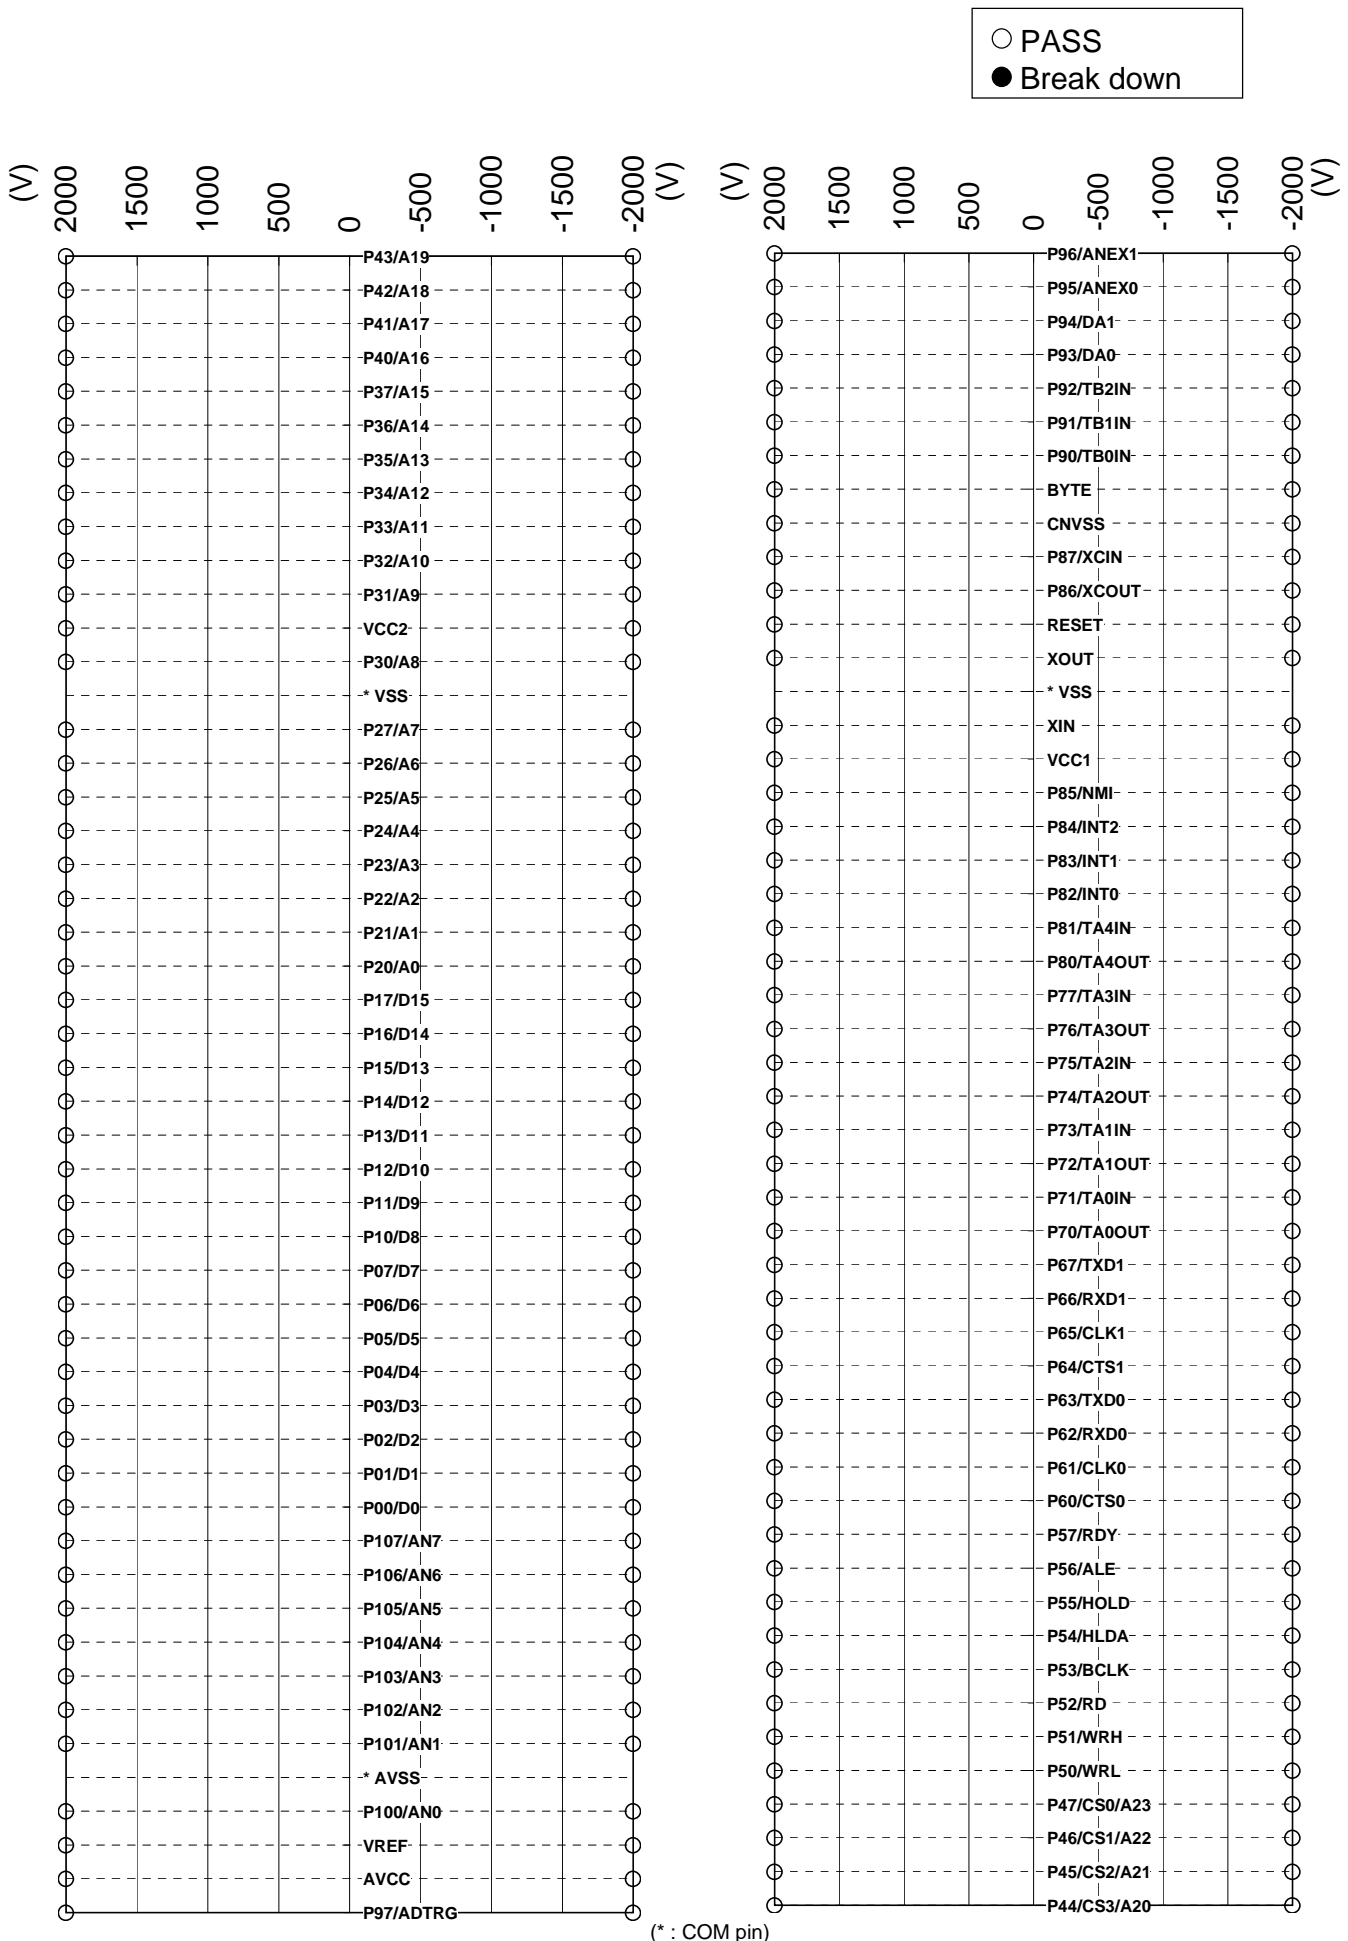 PASS
Break down
(V) 2000 1500 1000 500 0 -500 -1000 -1500 -2000 (V)
P43/A19
P42/A18
P41/A17
P40/A16
P37/A15
P36/A14
P35/A13
P34/A12
P33/A11
P32/A10
P31/A9
VCC2
P30/A8
* VSS
P27/A7
P26/A6
P25/A5
P24/A4
P23/A3
P22/A2
P21/A1
P20/A0
P17/D15
P16/D14
P15/D13
P14/D12
P13/D11
P12/D10
P11/D9
P10/D8
P07/D7
P06/D6
P05/D5
P04/D4
P03/D3
P02/D2
P01/D1
P00/D0
P107/AN7
P106/AN6
P105/AN5
P104/AN4
P103/AN3
P102/AN2
P101/AN1
* AVSS
P100/AN0
VREF
AVCC
P97/ADTRG
(V) 2000 1500 1000 500 0 -500 -1000 -1500 -2000 (V)
P96/ANEX1
P95/ANEX0
P94/DA1
P93/DA0
P92/TB2IN
P91/TB1IN
P90/TB0IN
BYTE
CNVSS
P87/XCIN
P86/XCOUT
RESET
XOUT
* VSS
XIN
VCC1
P85/NMI
P84/INT2
P83/INT1
P82/INT0
P81/TA4IN
P80/TA4OUT
P77/TA3IN
P76/TA3OUT
P75/TA2IN
P74/TA2OUT
P73/TA1IN
P72/TA1OUT
P71/TA0IN
P70/TA0OUT
P67/TXD1
P66/RXD1
P65/CLK1
P64/CTS1
P63/TXD0
P62/RXD0
P61/CLK0
P60/CTS0
P57/RDY
P56/ALE
P55/HOLD
P54/HLDA
P53/BCLK
P52/RD
P51/WRH
P50/WRL
P47/CS0/A23
P46/CS1/A22
P45/CS2/A21
P44/CS3/A20
(* : COM pin)